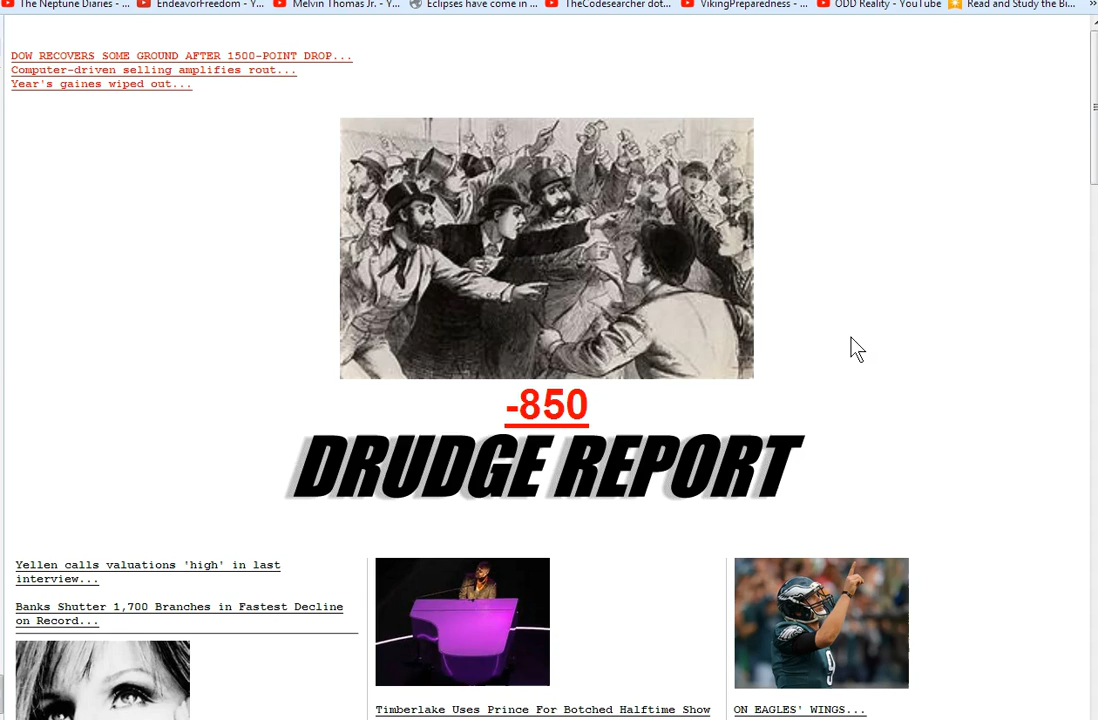 The Neptune Diaries - ... EndeavorFreedom - Y... Melvin Thomas Jr. - Y... Eclipses have come in ... TheCodesearcher dot... VikingPreparedness - ... ODD Reality - YouTube Read and Study the Bi... »
DOW RECOVERS SOME GROUND AFTER 1500-POINT DROP...
Computer-driven selling amplifies rout...
Year's gaines wiped out...
-850
DRUDGE REPORT
Yellen calls valuations 'high' in last
interview...
Banks Shutter 1,700 Branches in Fastest Decline
on Record...
Timberlake Uses Prince For Botched Halftime Show
9
ON EAGLES' WINGS...